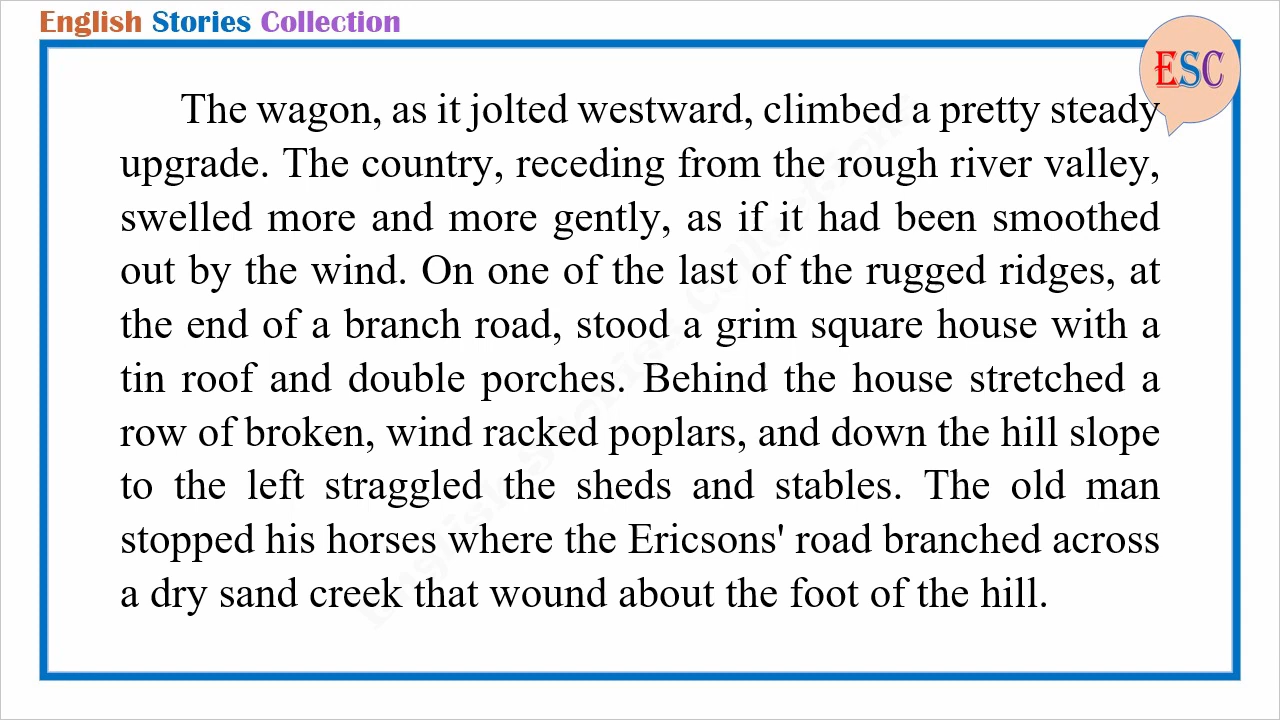 English Stories Collection
ESC
The wagon, as it jolted westward, climbed a pretty steady
upgrade. The country, receding from the rough river valley,
swelled more and more gently, as if it had been smoothed
out by the wind. On one of the last of the rugged ridges, at
the end of a branch road, stood a grim square house with a
tin roof and double porches. Behind the house stretched a
row of broken, wind racked poplars, and down the hill slope
to the left straggled the sheds and stables. The old man
stopped his horses where the Ericsons' road branched across
a dry sand creek that wound about the foot of the hill.